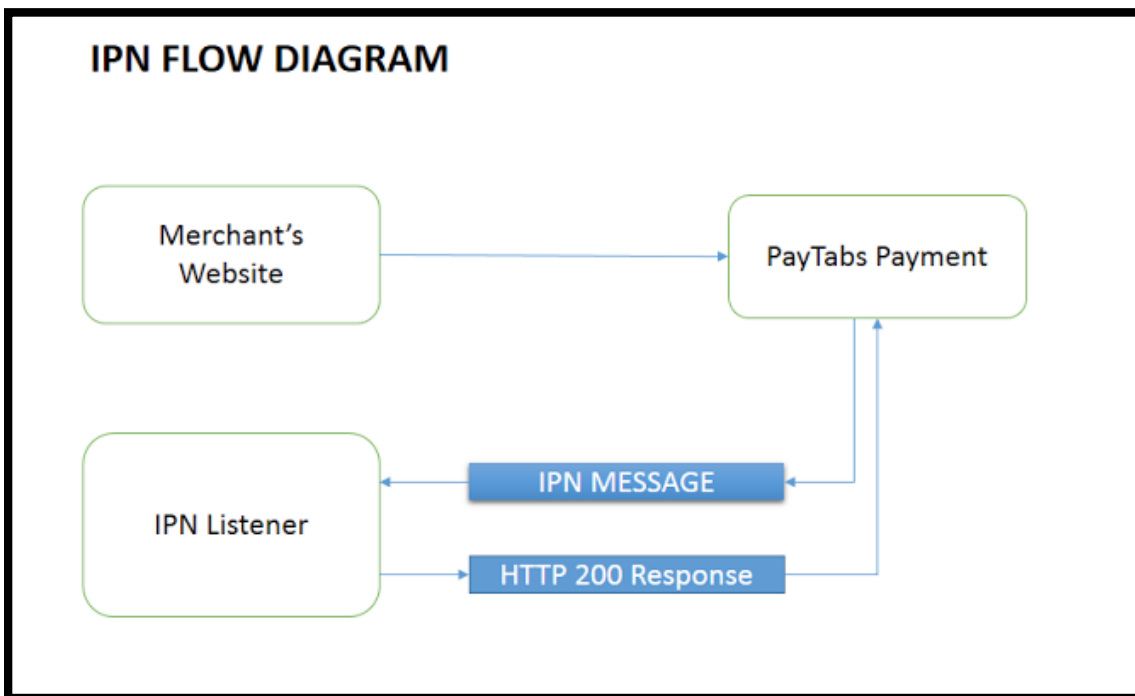 IPN FLOW DIAGRAM
Merchant’s
Website
PayTabs Payment
IPN MESSAGE
IPN Listener
HTTP 200 Response